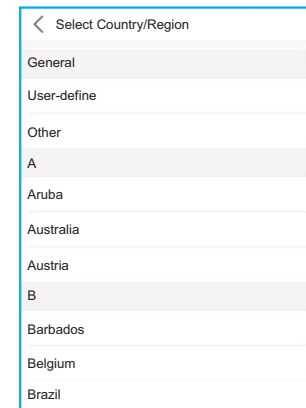 Select Country/Region
General
User-define
Other
A
Aruba
Australia
Austria
B
Barbados
Belgium
Brazil